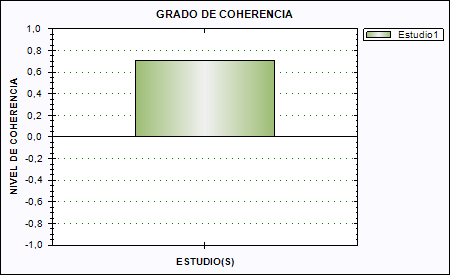 GRADO DE COHERENCIA
Estudio1
NIVEL DE COHERENCIA
1,0
0,8
0,6
0,4
0,2
0,0
-0,2
-0,4
-0,6
-0,8
-1,0
ESTUDIO(S)